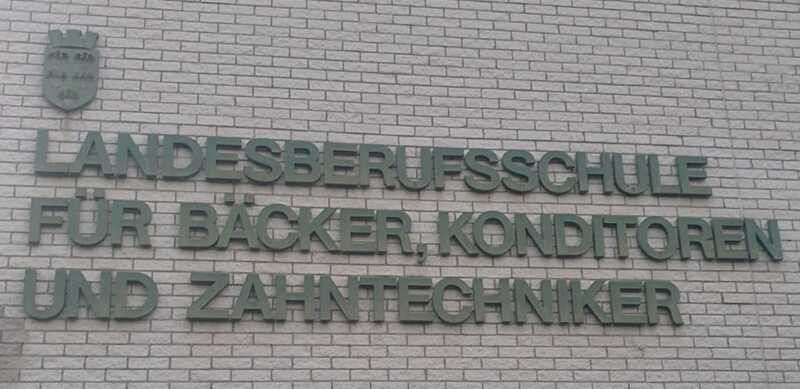 LANDESBERUFSSCHULE
FÜR BÄCKER, KONDITOREN
UND ZAHNTECHNIKER